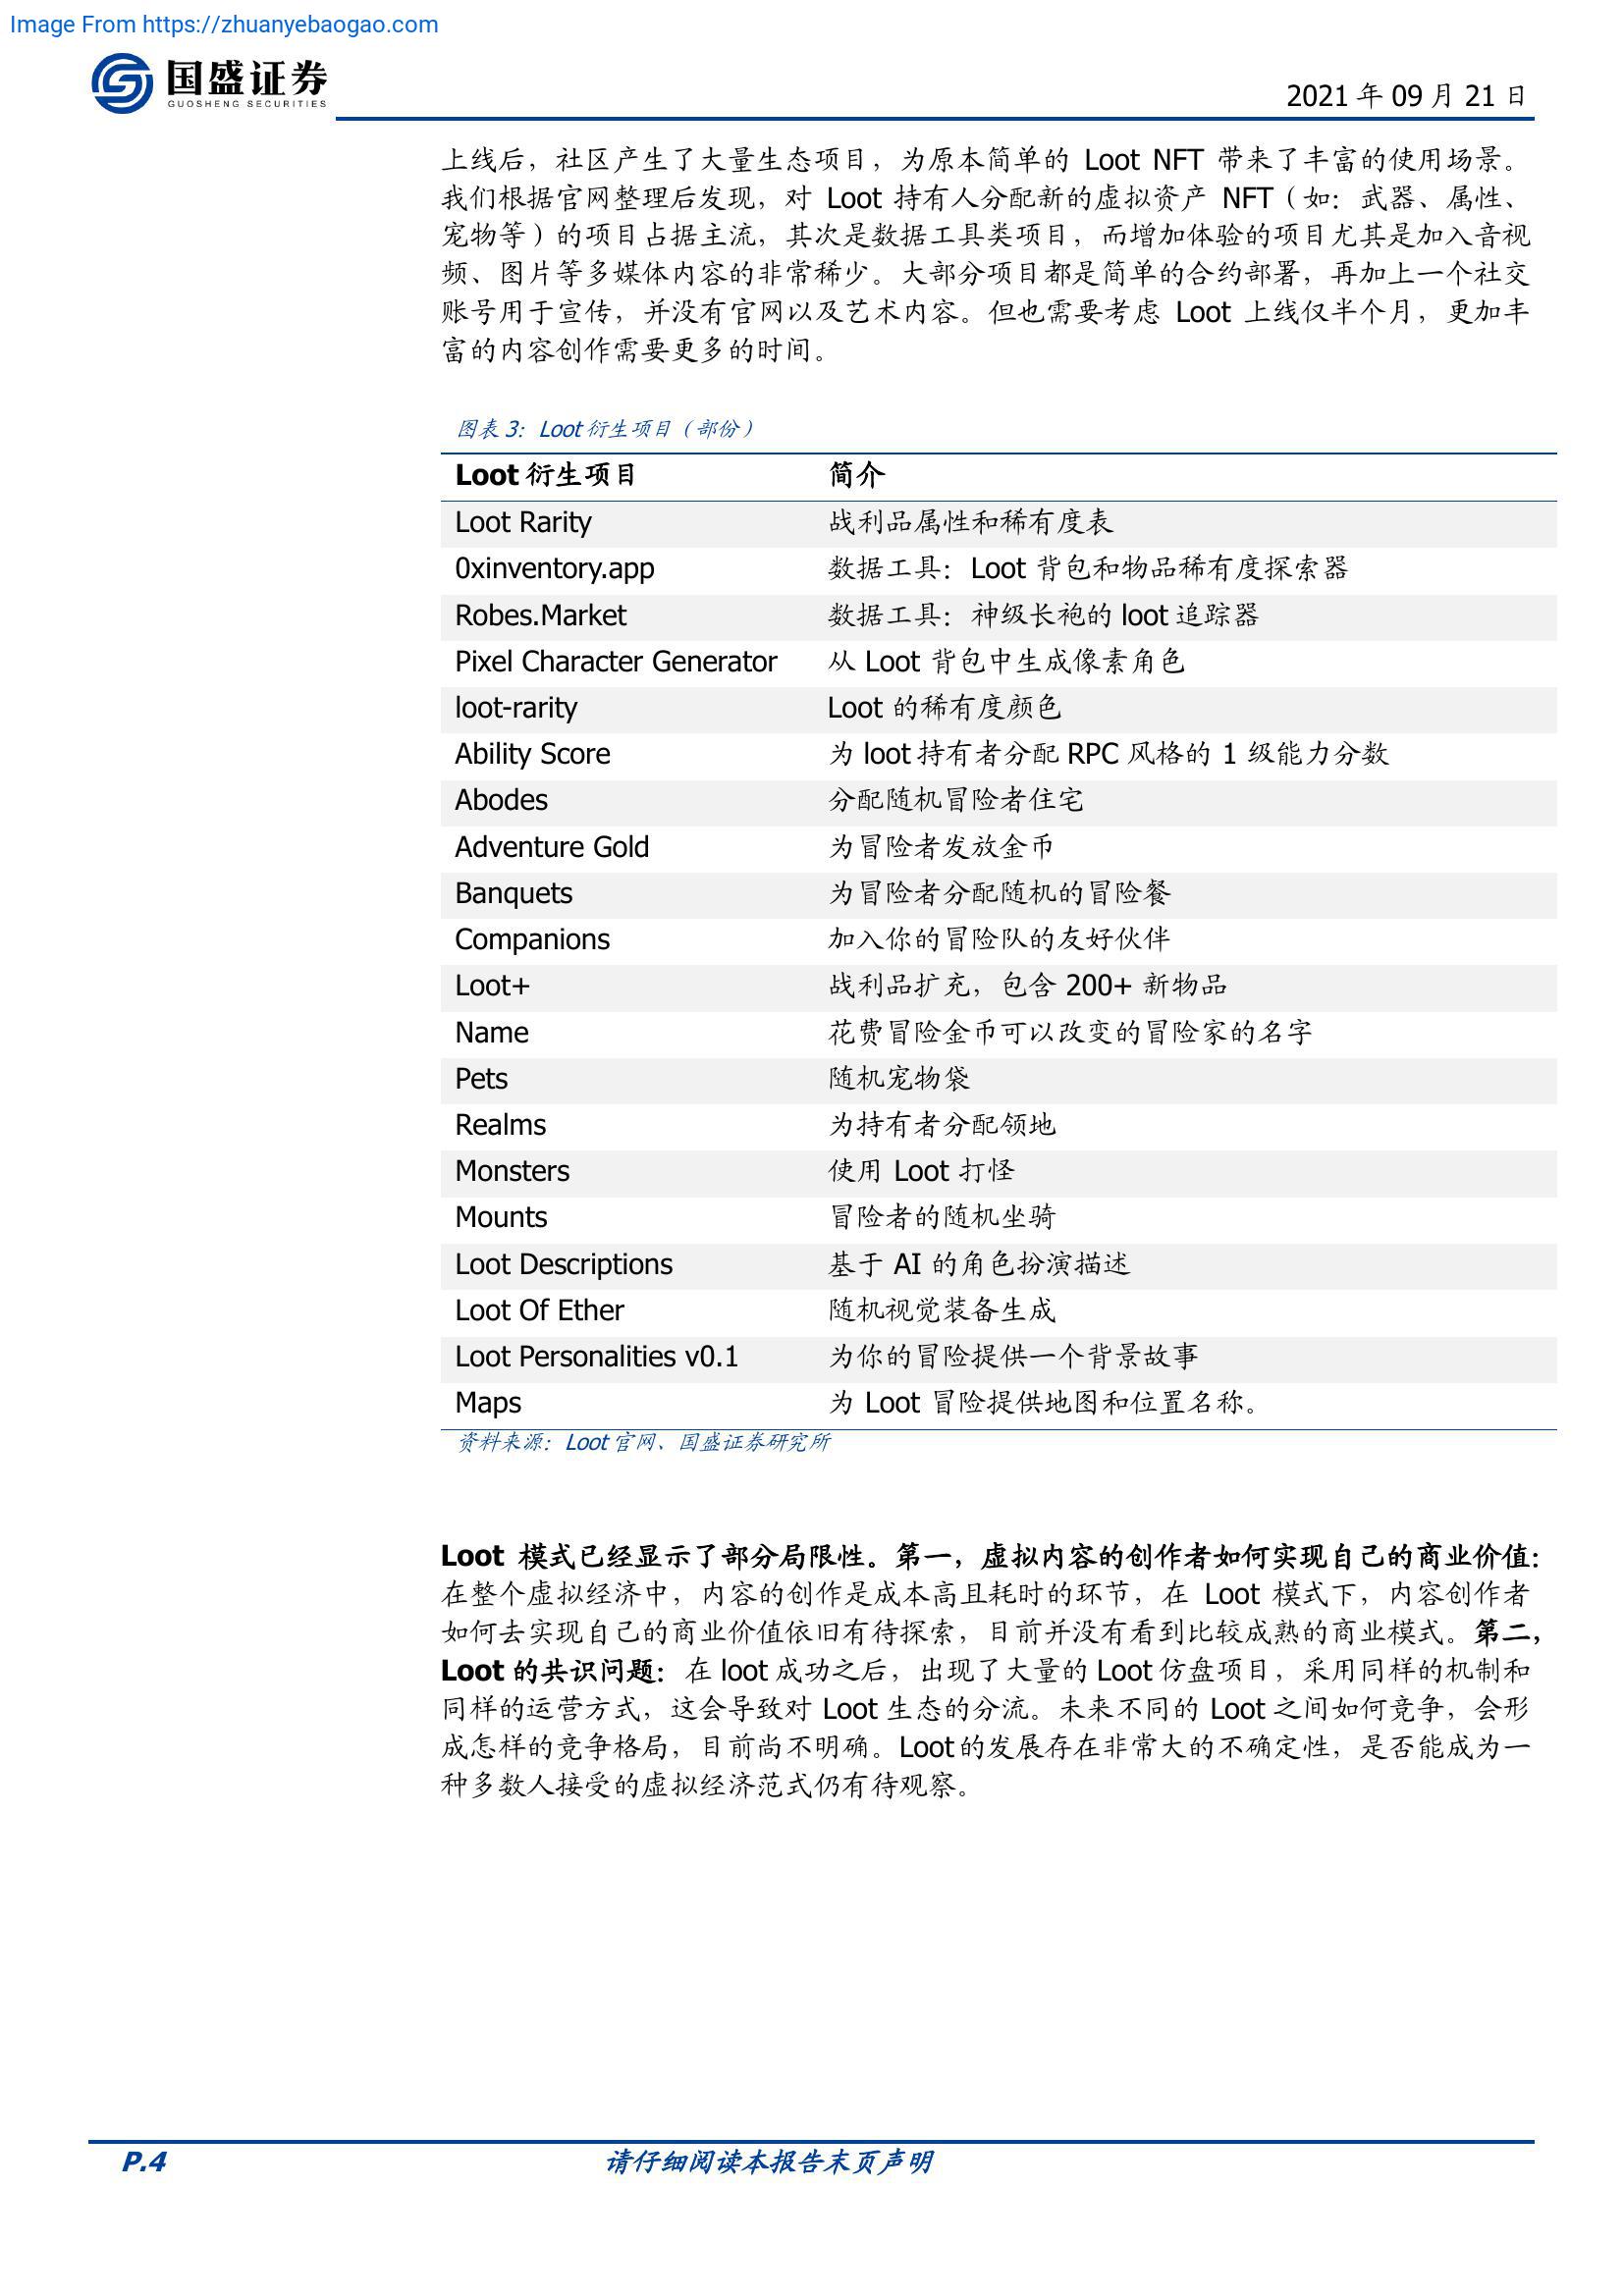 Image From https://zhuanyebaogao.com
国盛证券
GUOSHENG SECURITIES
2021 年 09 月 21 日
上线后，社区产生了大量生态项目，为原本简单的 Loot NFT 带来了丰富的使用场景。
我们根据官网整理后发现，对 Loot 持有人分配新的虚拟资产 NFT（如：武器、属性、
宠物等）的项目占据主流，其次是数据工具类项目，而增加体验的项目尤其是加入音视
频、图片等多媒体内容的非常稀少。大部分项目都是简单的合约部署，再加上一个社交
账号用于宣传，并没有官网以及艺术内容。但也需要考虑 Loot 上线仅半个月，更加丰
富的内容创作需要更多的时间。
图表 3：Loot 衍生项目（部份）
Loot 衍生项目 简介
Loot Rarity 战利品属性和稀有度表
0xinventory.app 数据工具：Loot 背包和物品稀有度探索器
Robes.Market 数据工具：神级长袍的 loot 追踪器
Pixel Character Generator 从 Loot 背包中生成像素角色
loot-rarity Loot 的稀有度颜色
Ability Score 为 loot 持有者分配 RPC 风格的 1 级能力分数
Abodes 分配随机冒险者住宅
Adventure Gold 为冒险者发放金币
Banquets 为冒险者分配随机的冒险餐
Companions 加入你的冒险队的友好伙伴
Loot+ 战利品扩充，包含 200+ 新物品
Name 花费冒险金币可以改变的冒险家的名字
Pets 随机宠物袋
Realms 为持有者分配领地
Monsters 使用 Loot 打怪
Mounts 冒险者的随机坐骑
Loot Descriptions 基于 AI 的角色扮演描述
Loot Of Ether 随机视觉装备生成
Loot Personalities v0.1 为你的冒险提供一个背景故事
Maps 为 Loot 冒险提供地图和位置名称。
资料来源：Loot 官网、国盛证券研究所
Loot 模式已经显示了部分局限性。第一，虚拟内容的创作者如何实现自己的商业价值：
在整个虚拟经济中，内容的创作是成本高且耗时的环节，在 Loot 模式下，内容创作者
如何去实现自己的商业价值依旧有待探索，目前并没有看到比较成熟的商业模式。第二，
Loot 的共识问题：在 loot 成功之后，出现了大量的 Loot 仿盘项目，采用同样的机制和
同样的运营方式，这会导致对 Loot 生态的分流。未来不同的 Loot 之间如何竞争，会形
成怎样的竞争格局，目前尚不明确。Loot 的发展存在非常大的不确定性，是否能成为一
种多数人接受的虚拟经济范式仍有待观察。
P.4 请仔细阅读本报告末页声明